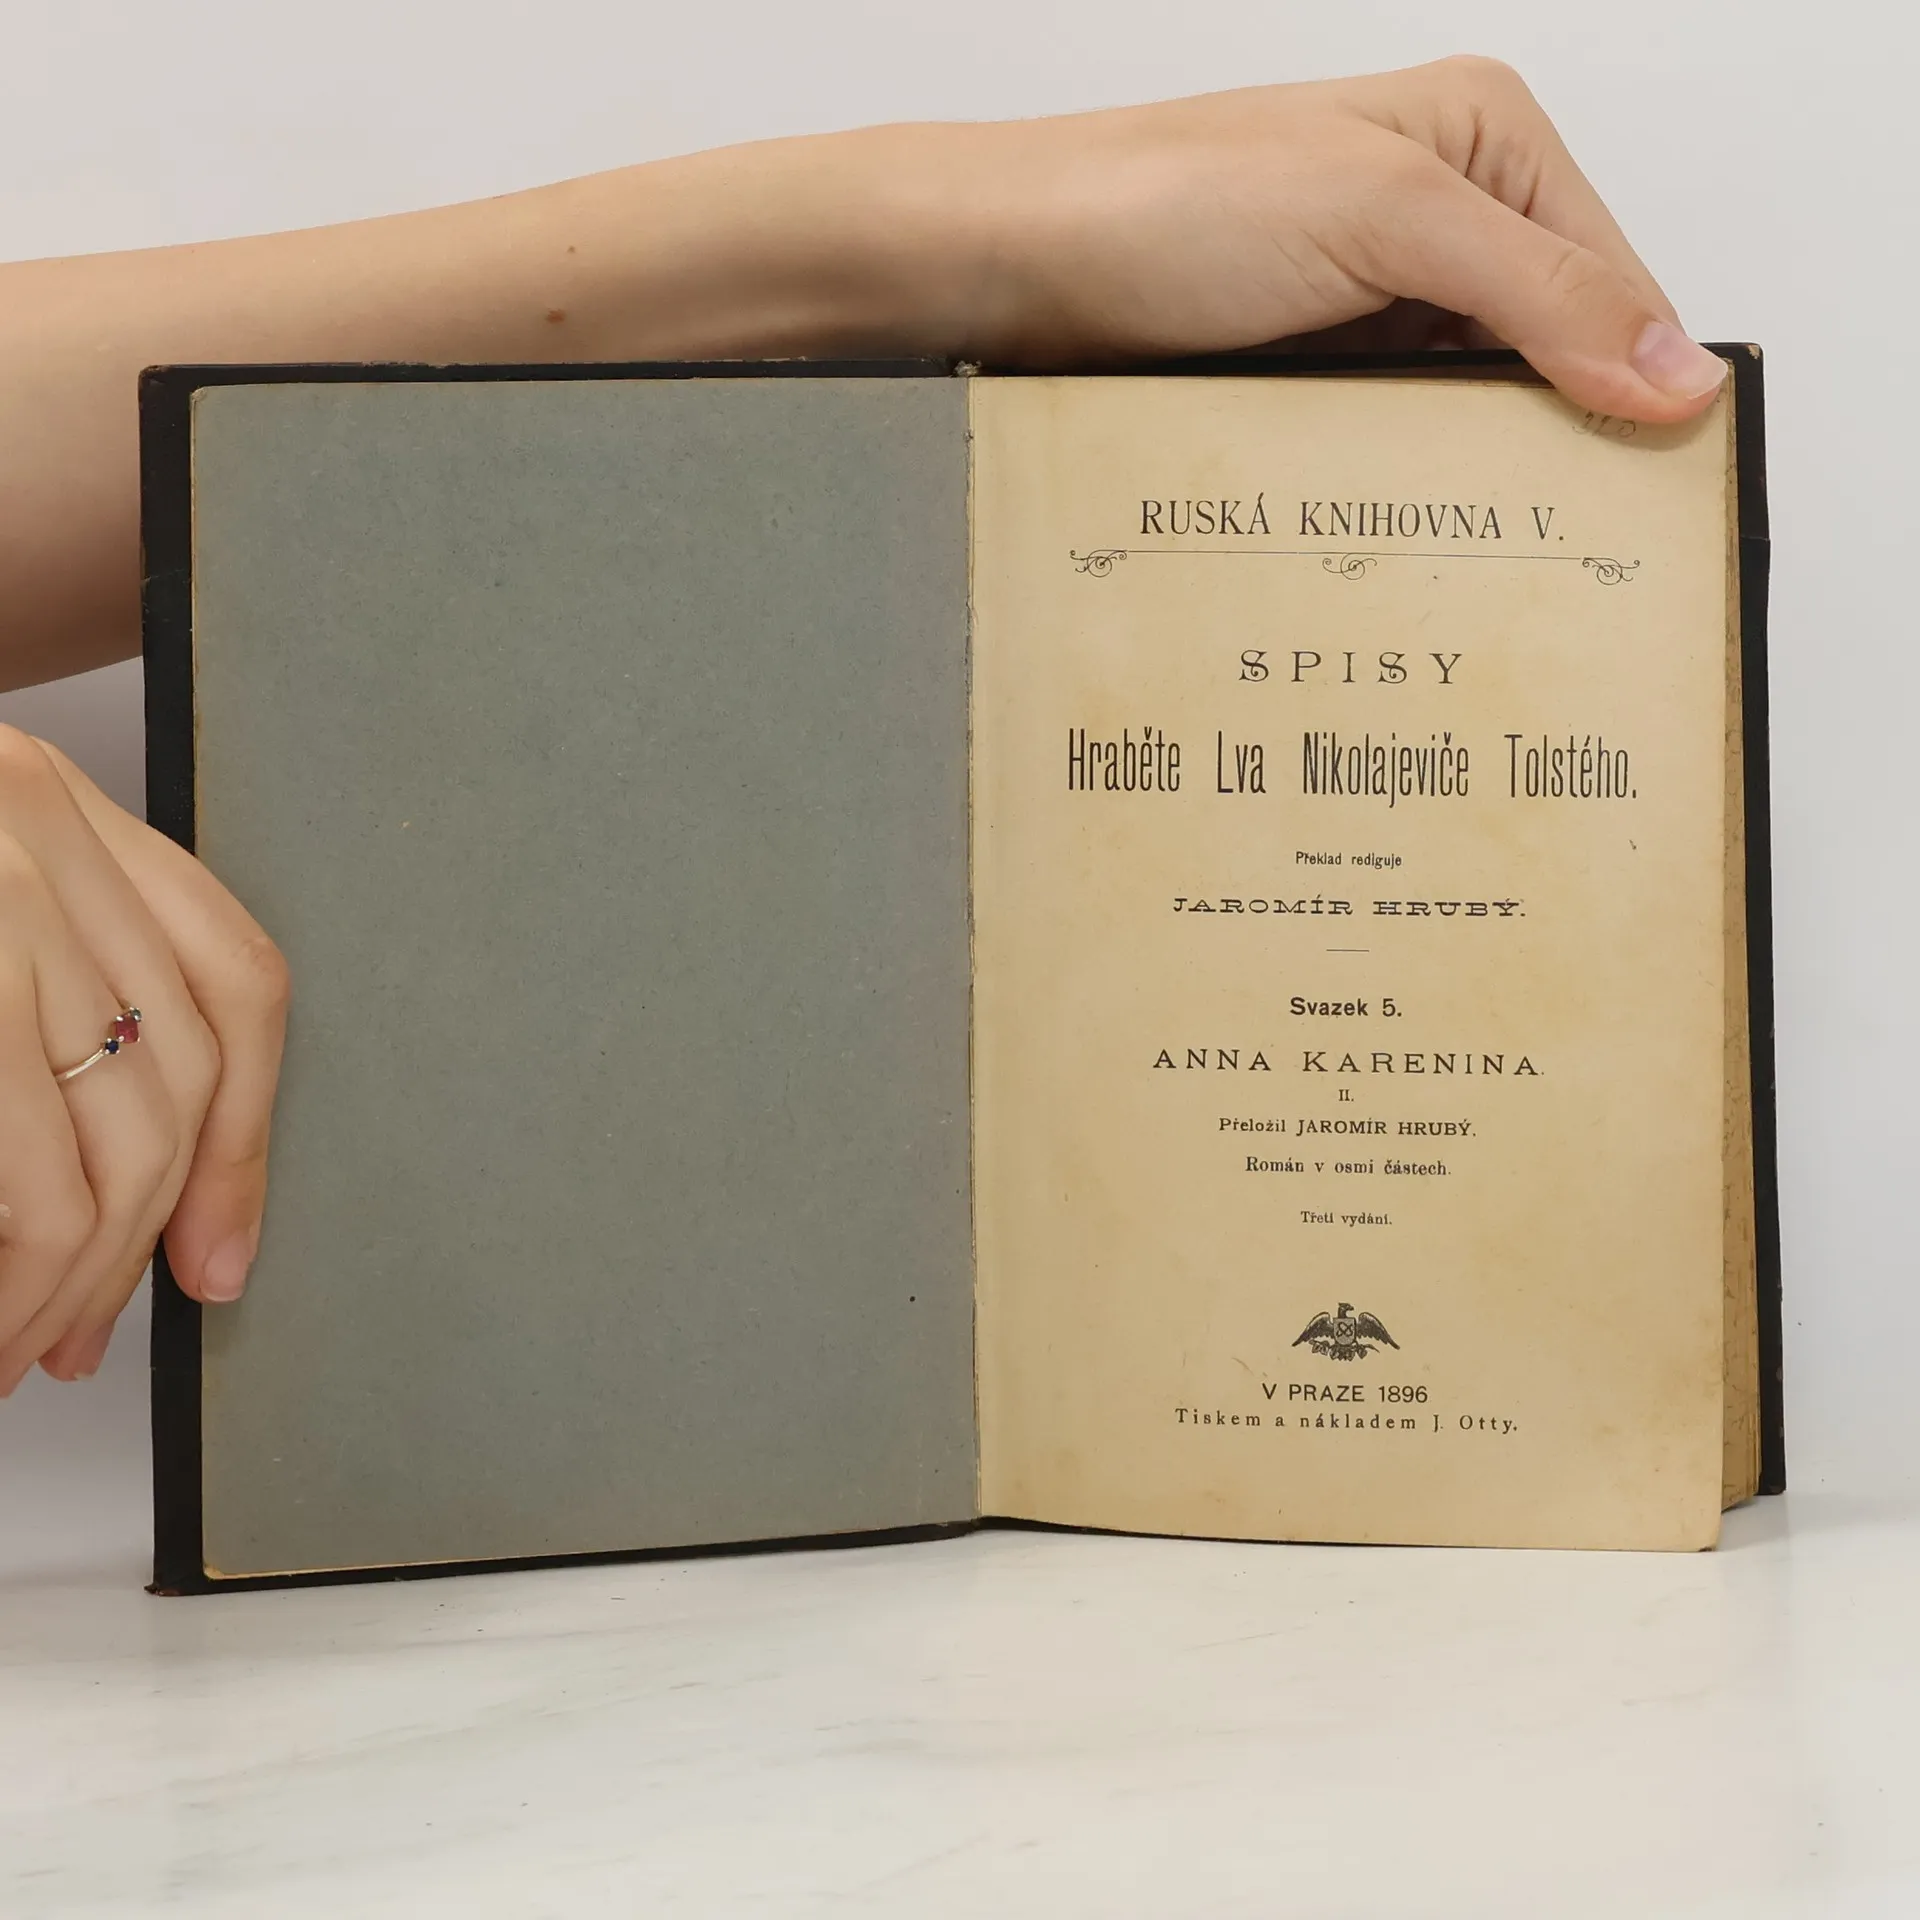 RUSKÁ KNIHOVNA V.
SPISY
Hraběte Lva Nikolajeviče Tolstého.
Překlad rediguje
JAROMÍR HRUBÝ.
Svazek 5.
ANNA KARENINA.
II.
Přeložil JAROMÍR HRUBÝ.
Román v osmi částech.
Třetí vydání.
V PRAZE 1896
Tiskem a nákladem J. Otty.